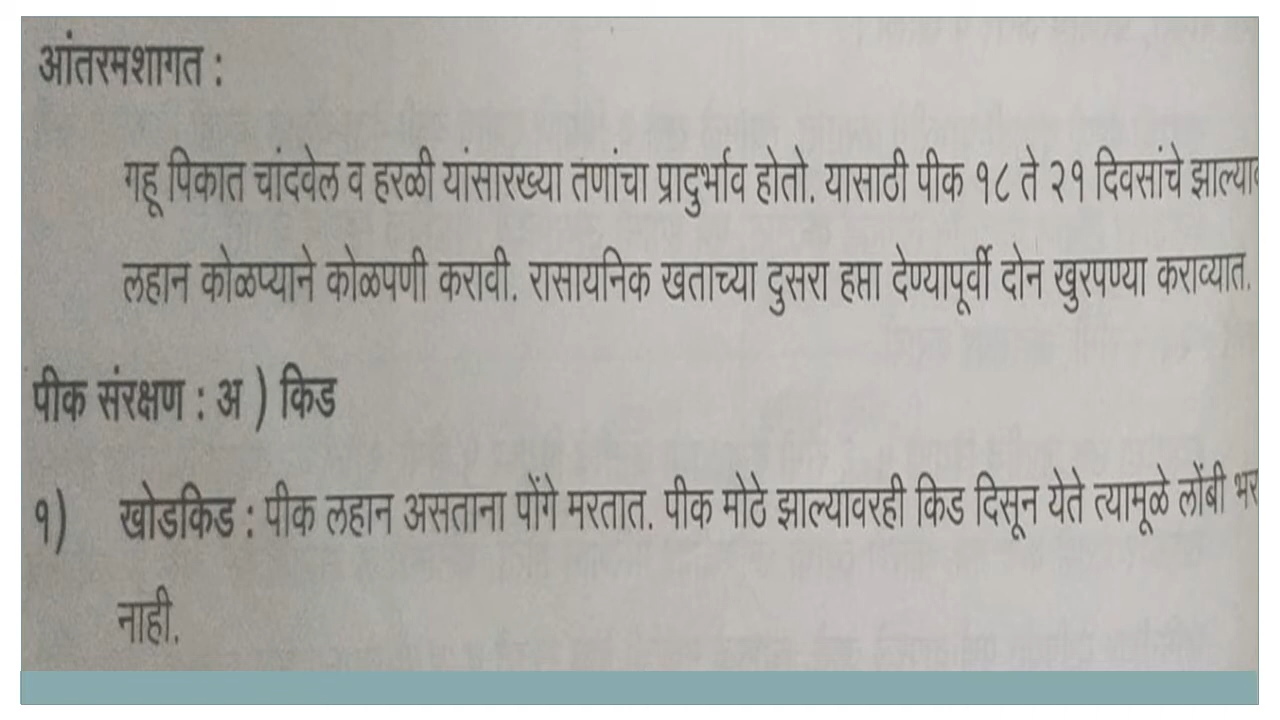 आंतरमशागत :
गहू पिकात चांदवेल व हरळी यांसारख्या तणांचा प्रादुर्भाव होतो. यासाठी पीक १८ ते २१ दिवसांचे
लहान कोळप्याने कोळपणी करावी. रासायनिक खताच्या दुसरा हप्ता देण्यापूर्वी दोन खुरपण्या कराव्यात.
पीक संरक्षण : अ ) किड
१) खोडकिड : पीक लहान असताना पोंगे मरतात. पीक मोटे झाल्यावरही किड दिसून येते त्यामूळे लोंबी
नाही.